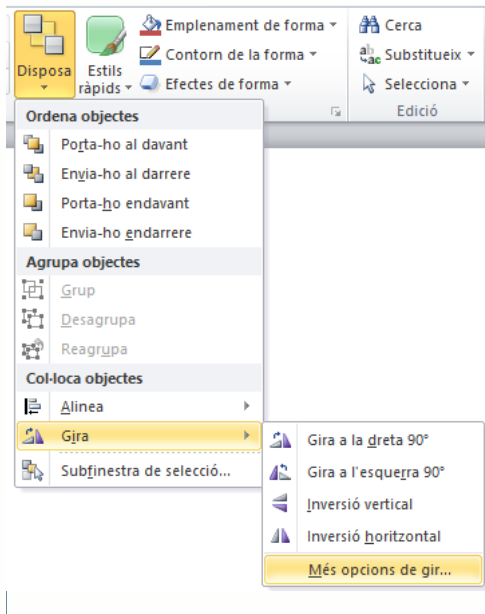 Disposa
Estils
ràpids
Emplenament de forma
Contorn de la forma
Efectes de forma
Cerca
Substitueix
Selecciona
Edició
Ordena objectes
Porta-ho al davant
Envia-ho al darrere
Porta-ho endavant
Envia-ho endarrere
Agrupa objectes
Grup
Desagrupa
Reagrupa
Col·loca objectes
Alinea
Gira
Subfinestra de selecció...
Gira a la dreta 90°
Gira a l'esquerra 90°
Inversió vertical
Inversió horitzontal
Més opcions de gir...